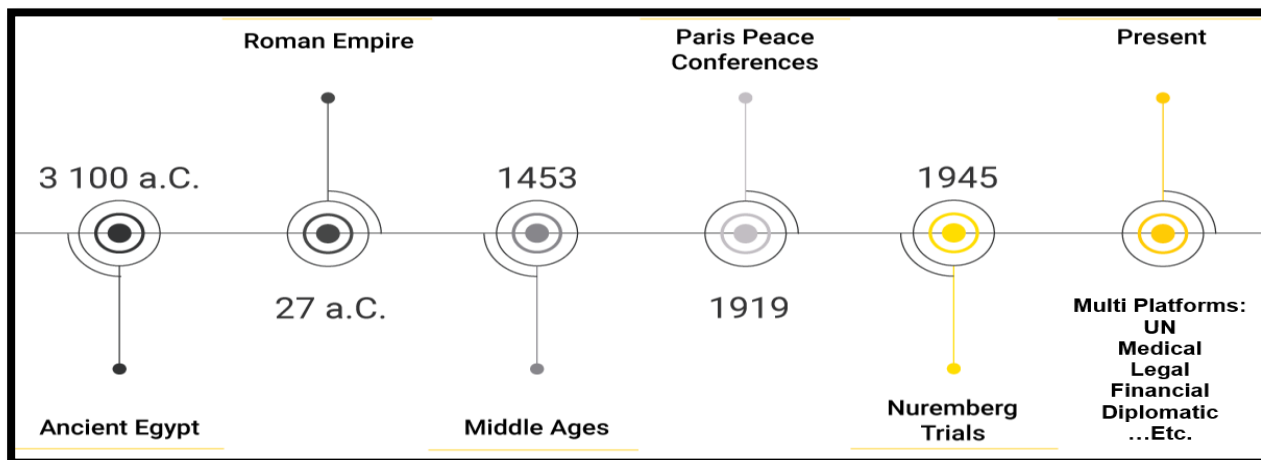 Roman Empire
Paris Peace
Conferences
Present
3 100 a.C.
1453
1945
27 a.C.
1919
Multi Platforms:
UN
Medical
Legal
Financial
Diplomatic
...Etc.
Ancient Egypt
Middle Ages
Nuremberg
Trials